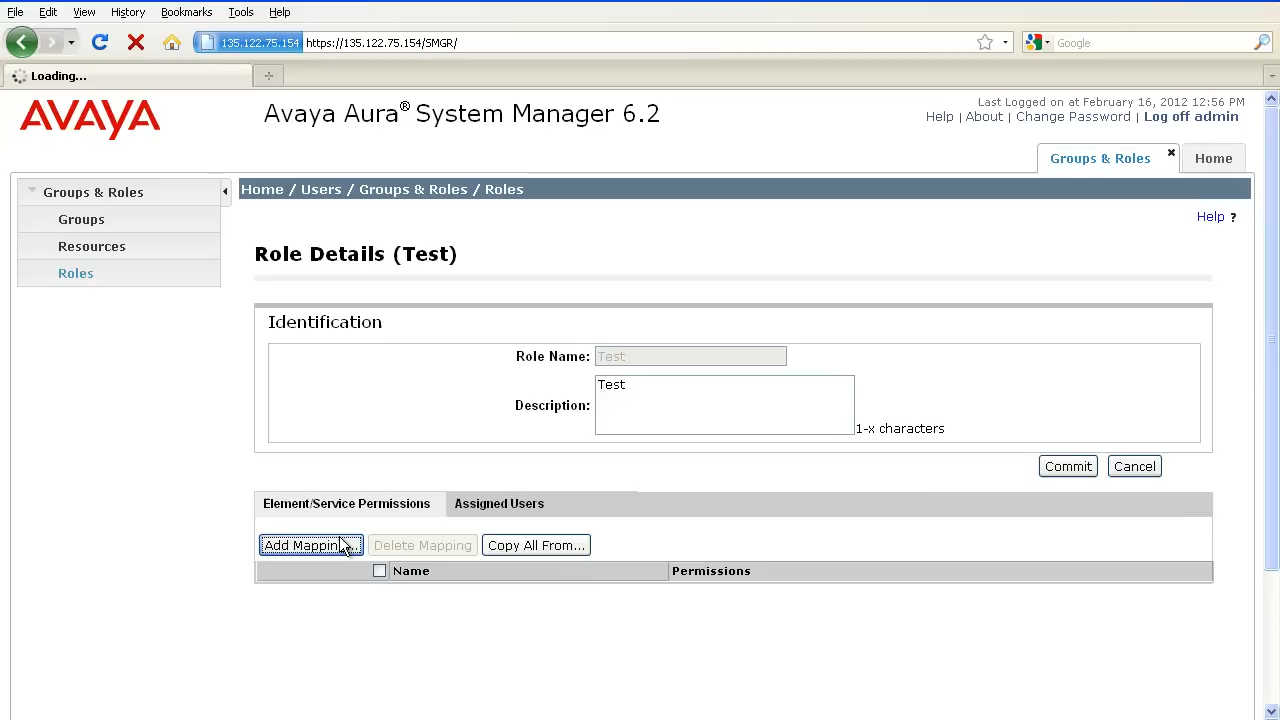 File Edit View History Bookmarks Tools Help
135.122.75.154 https://135.122.75.154/SMGR/ Google
Loading...
AVAYA
Avaya Aura® System Manager 6.2
Last Logged on at February 16, 2012 12:56 PM
Help | About | Change Password | Log off admin
Groups & Roles Home
Groups & Roles
Groups
Resources
Roles
Home / Users / Groups & Roles / Roles
Help ?
Role Details (Test)
Identification
Role Name: Test
Description: Test
1-x characters
Commit Cancel
Element/Service Permissions Assigned Users
Add Mapping... Delete Mapping Copy All From...
Name Permissions